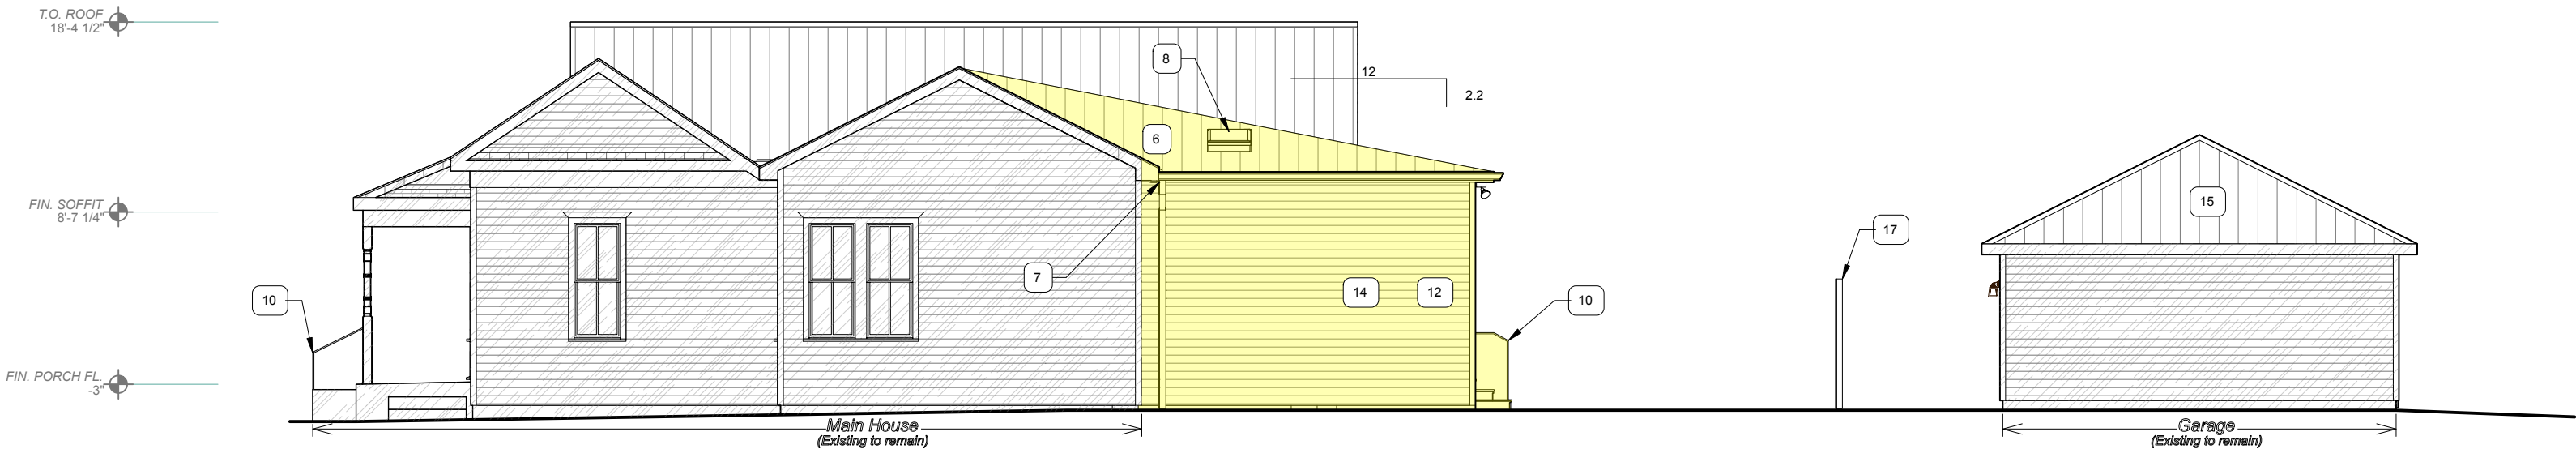 T.O. ROOF
18'-4 1/2"
8
12
2.2
6
15
FIN. SOFFIT
8'-7 1/4"
17
7
14
12
10
10
FIN. PORCH FL.
-3"
Main House
(Existing to remain)
Garage
(Existing to remain)